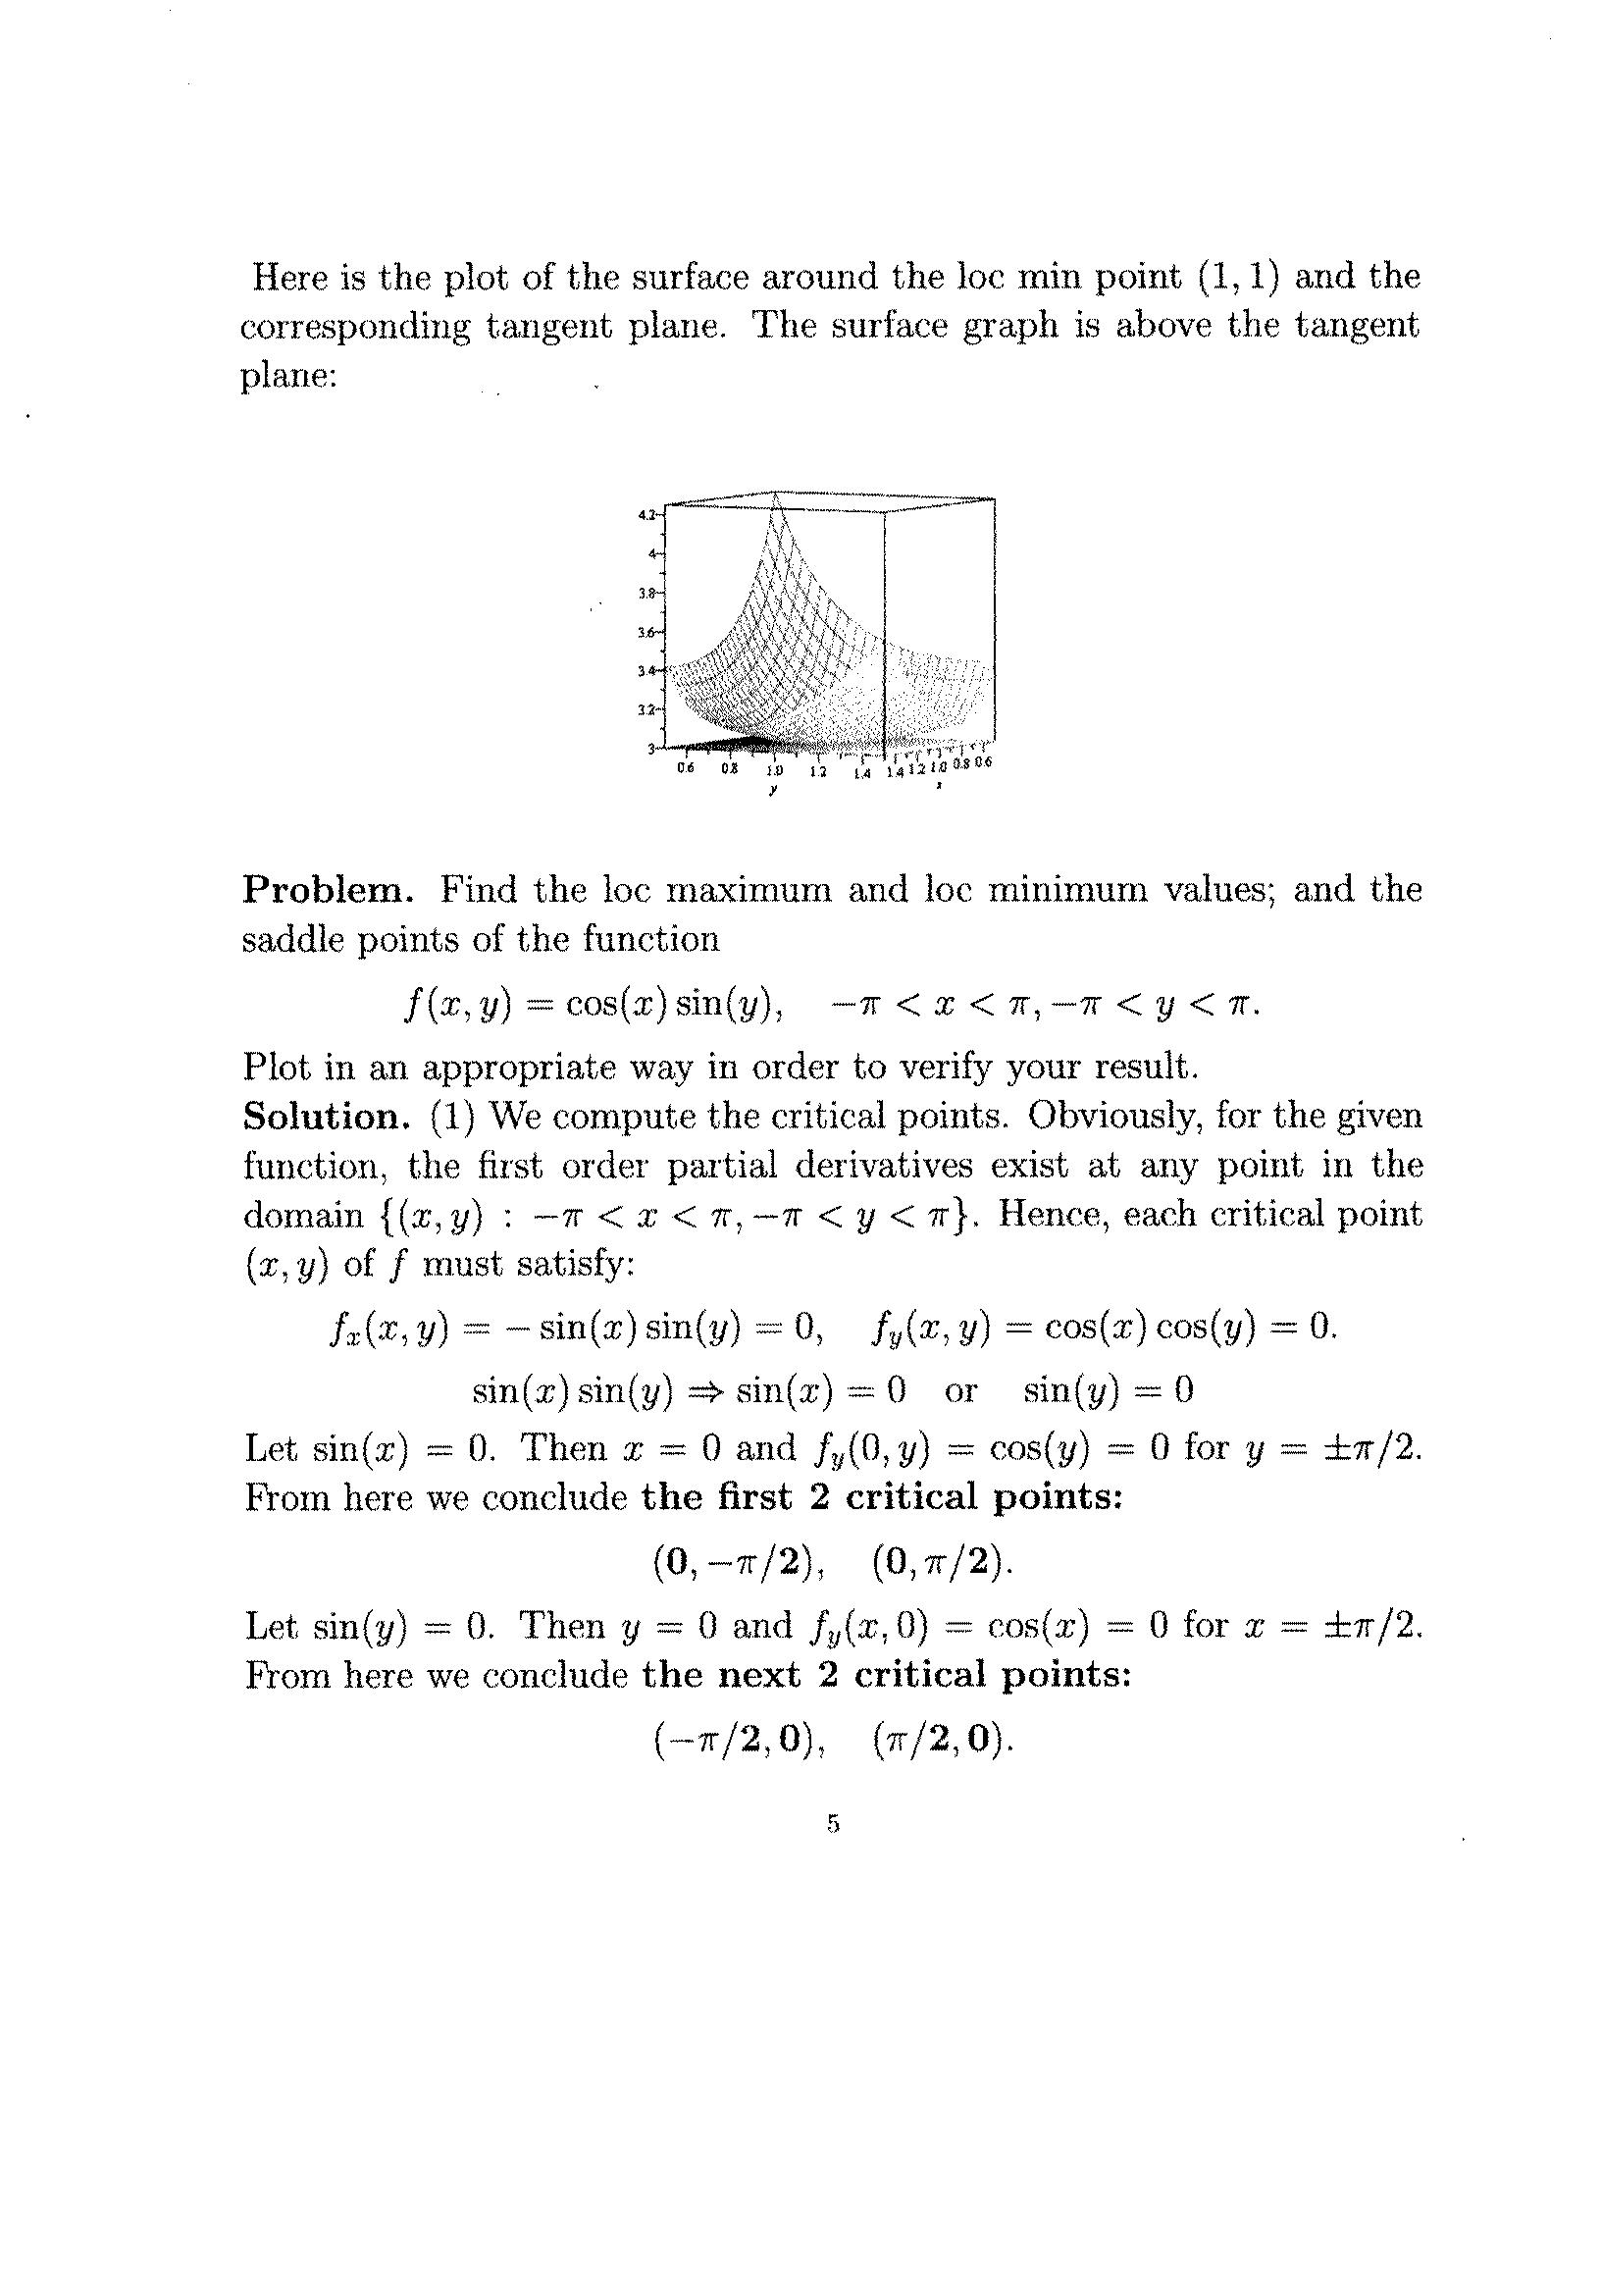 Here is the plot of the surface around the loc min point (1, 1) and the
corresponding tangent plane. The surface graph is above the tangent
plane:
4.2
4
3.8
3.6
3.4
3.2
3
0.6 0.8 1.0 1.2 1.4 1.4 1.2 1.0 0.8 0.6
y x
Problem. Find the loc maximum and loc minimum values; and the
saddle points of the function
f(x, y) = cos(x) sin(y), −π < x < π, −π < y < π.
Plot in an appropriate way in order to verify your result.
Solution. (1) We compute the critical points. Obviously, for the given
function, the first order partial derivatives exist at any point in the
domain {(x, y) : −π < x < π, −π < y < π}. Hence, each critical point
(x, y) of f must satisfy:
fₓ(x, y) = − sin(x) sin(y) = 0, f_y(x, y) = cos(x) cos(y) = 0.
sin(x) sin(y) ⇒ sin(x) = 0 or sin(y) = 0
Let sin(x) = 0. Then x = 0 and f_y(0, y) = cos(y) = 0 for y = ±π/2.
From here we conclude the first 2 critical points:
(0, −π/2), (0, π/2).
Let sin(y) = 0. Then y = 0 and f_y(x, 0) = cos(x) = 0 for x = ±π/2.
From here we conclude the next 2 critical points:
(−π/2, 0), (π/2, 0).
5